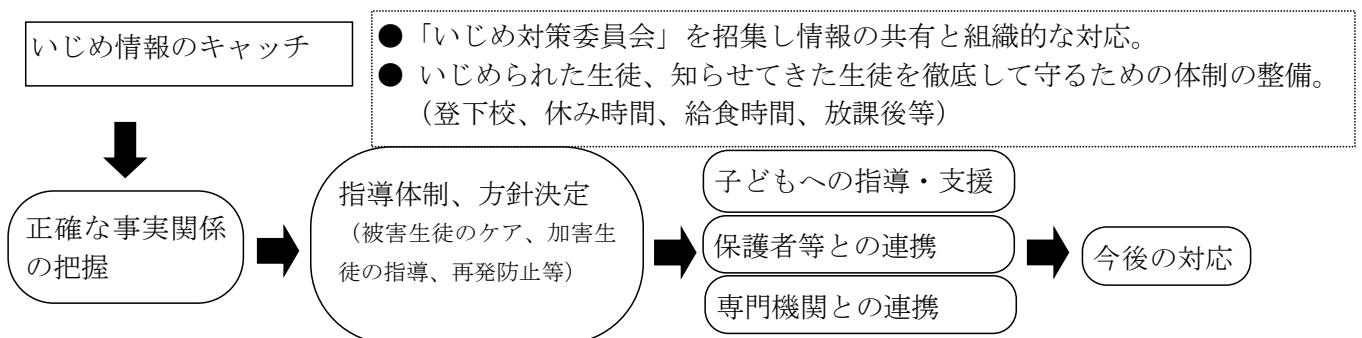 いじめ情報のキャッチ
●「いじめ対策委員会」を招集し情報の共有と組織的な対応。
● いじめられた生徒、知らせてきた生徒を徹底して守るための体制の整備。
（登下校、休み時間、給食時間、放課後等）
正確な事実関係
の把握
指導体制、方針決定
（被害生徒のケア、加害生
徒の指導、再発防止等）
子どもへの指導・支援
保護者等との連携
専門機関との連携
今後の対応